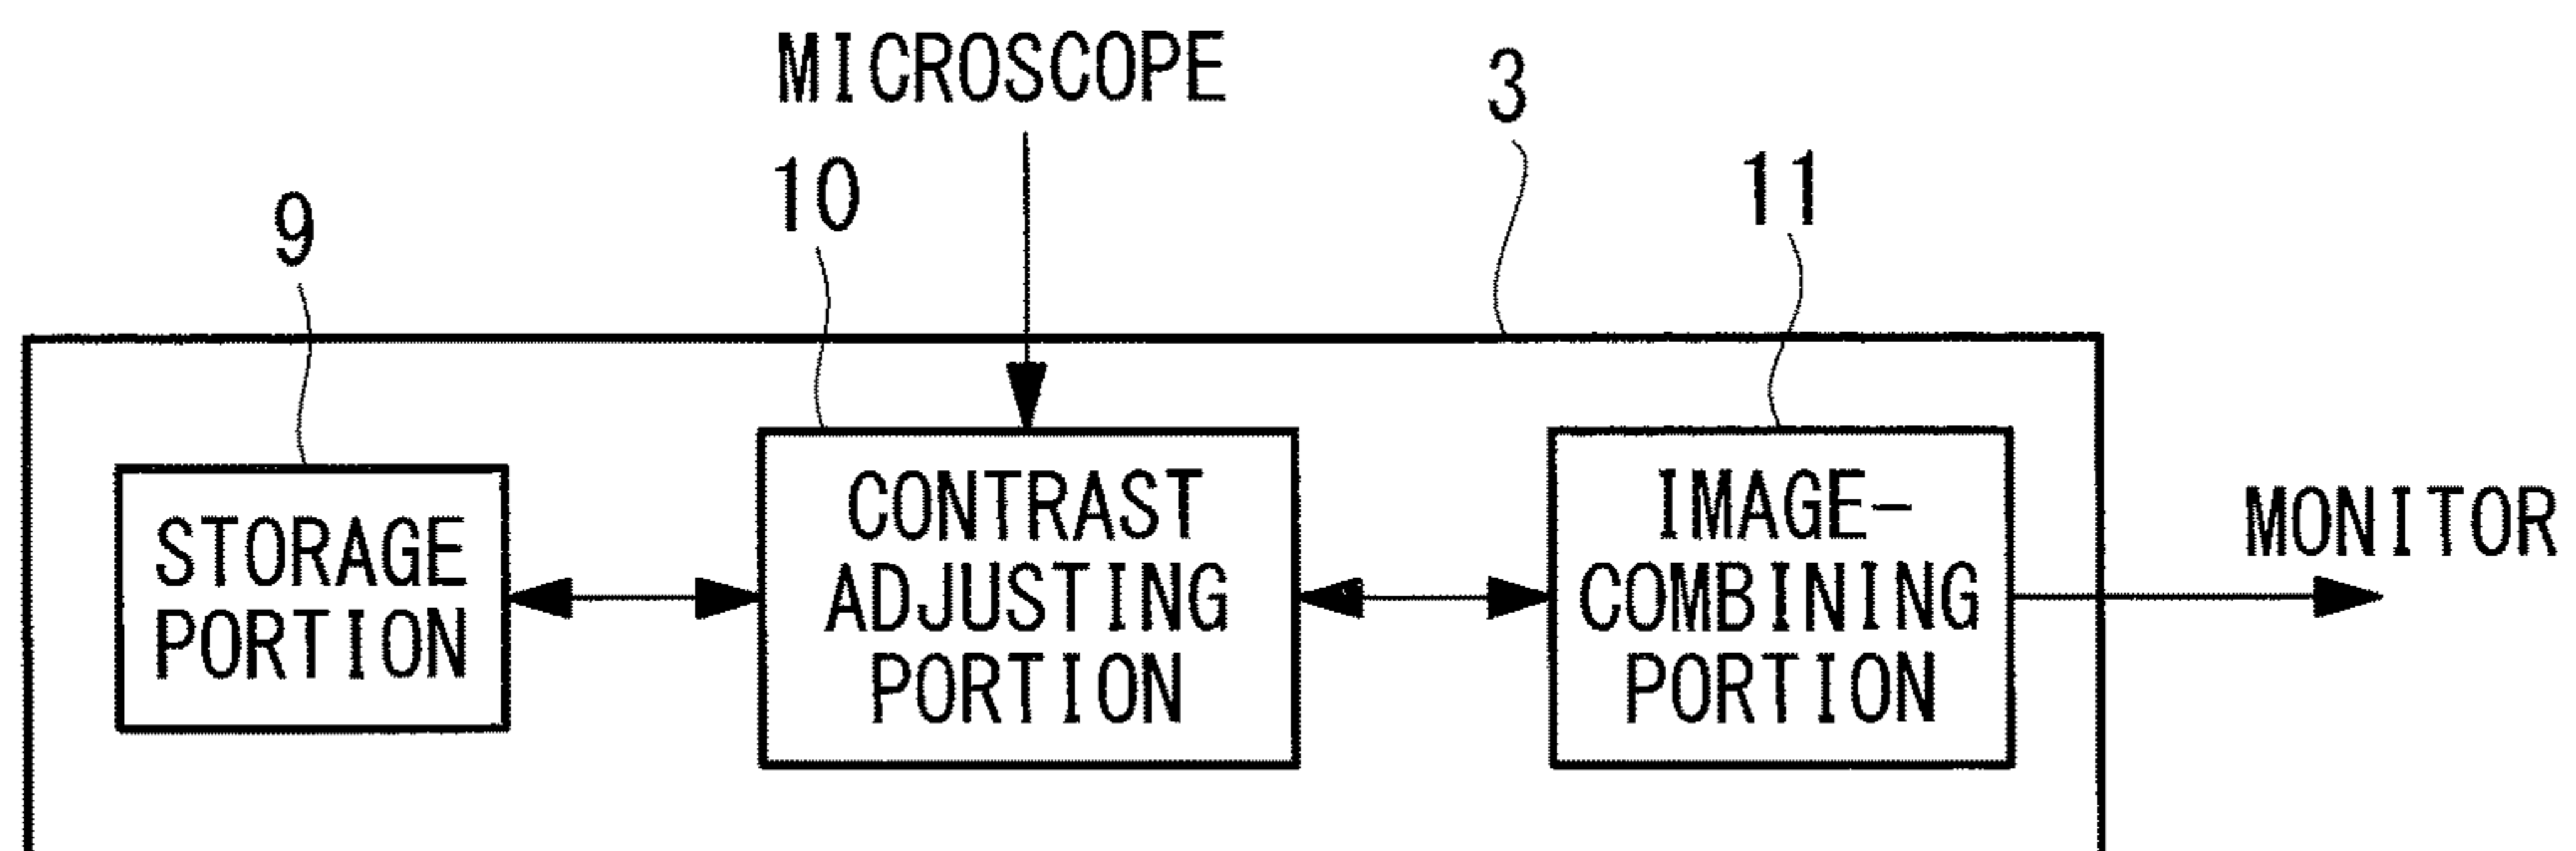 MICROSCOPE
3
10
11
9
STORAGE
PORTION
CONTRAST
ADJUSTING
PORTION
IMAGE-
COMBINING
PORTION
MONITOR